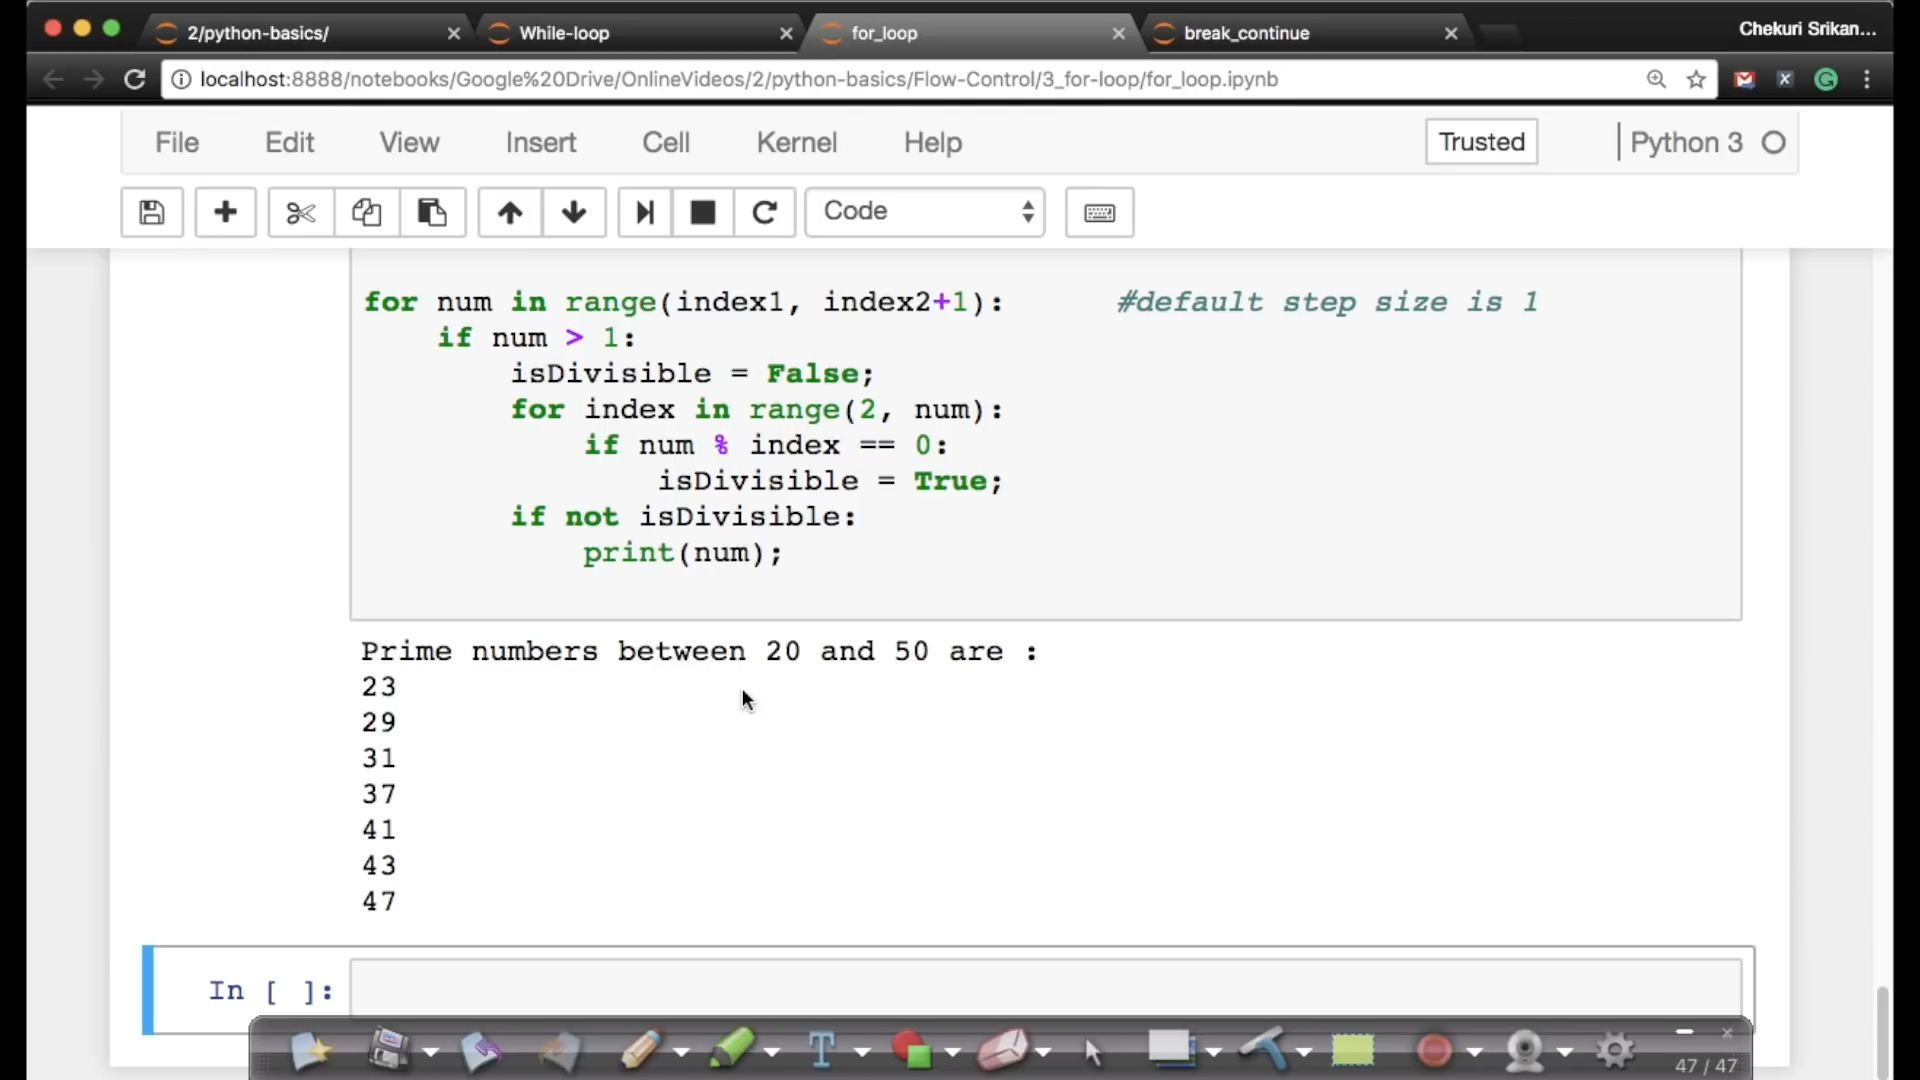 2/python-basics/ While-loop for_loop break_continue Chekuri Srikan...
localhost:8888/notebooks/Google%20Drive/OnlineVideos/2/python-basics/Flow-Control/3_for-loop/for_loop.ipynb
File Edit View Insert Cell Kernel Help Trusted Python 3
Code
for num in range(index1, index2+1): #default step size is 1
if num > 1:
isDivisible = False;
for index in range(2, num):
if num % index == 0:
isDivisible = True;
if not isDivisible:
print(num);
Prime numbers between 20 and 50 are :
23
29
31
37
41
43
47
In [ ]:
47 / 47